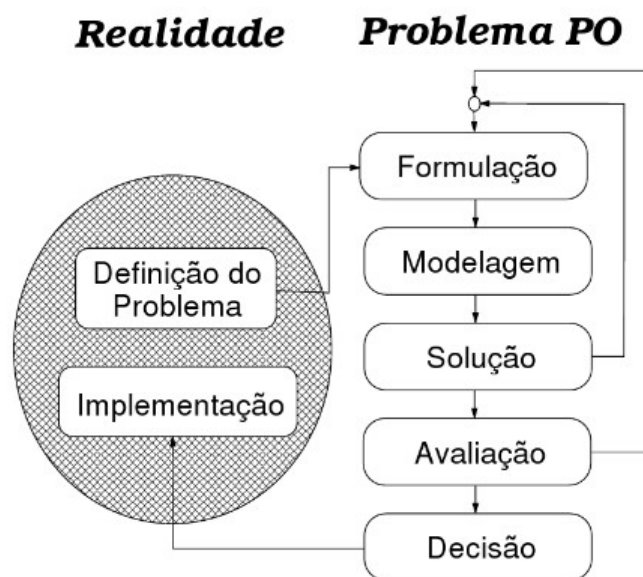 Realidade
Problema PO
Formulação
Definição do
Problema
Modelagem
Solução
Implementação
Avaliação
Decisão